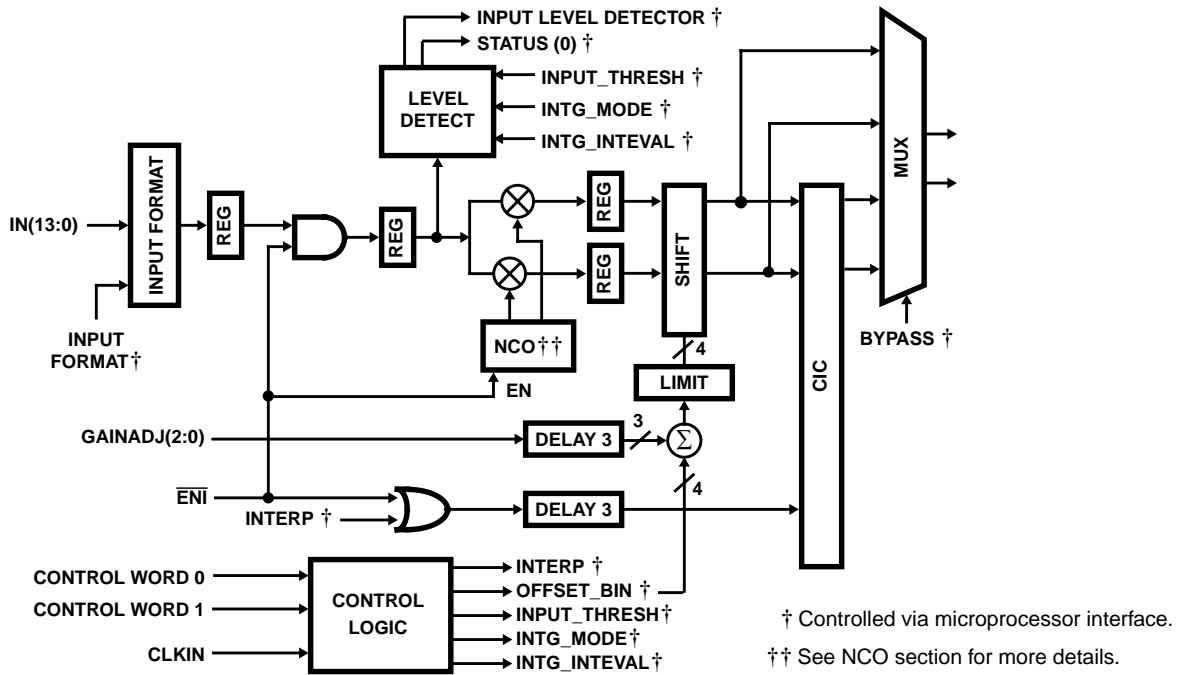 INPUT LEVEL DETECTOR †
STATUS (0) †
INPUT_THRESH †
LEVEL
DETECT
INTG_MODE †
INTG_INTEVAL †
MUX
IN(13:0)
INPUT FORMAT
REG
REG
REG
REG
SHIFT
INPUT
FORMAT †
NCO ††
EN
4
LIMIT
BYPASS †
CIC
GAINADJ(2:0)
DELAY 3
3
Σ
4
ENI
INTERP †
DELAY 3
CONTROL WORD 0
CONTROL WORD 1
CLKIN
CONTROL
LOGIC
INTERP †
OFFSET_BIN †
INPUT_THRESH †
INTG_MODE †
INTG_INTEVAL †
† Controlled via microprocessor interface.
†† See NCO section for more details.